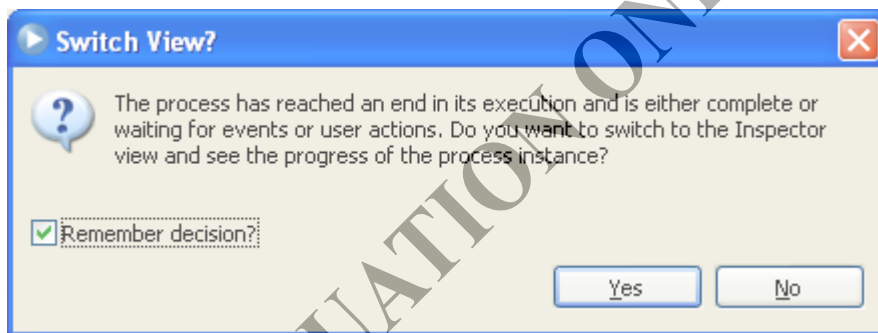 Switch View?
The process has reached an end in its execution and is either complete or
waiting for events or user actions. Do you want to switch to the Inspector
view and see the progress of the process instance?
Remember decision?
Yes
No